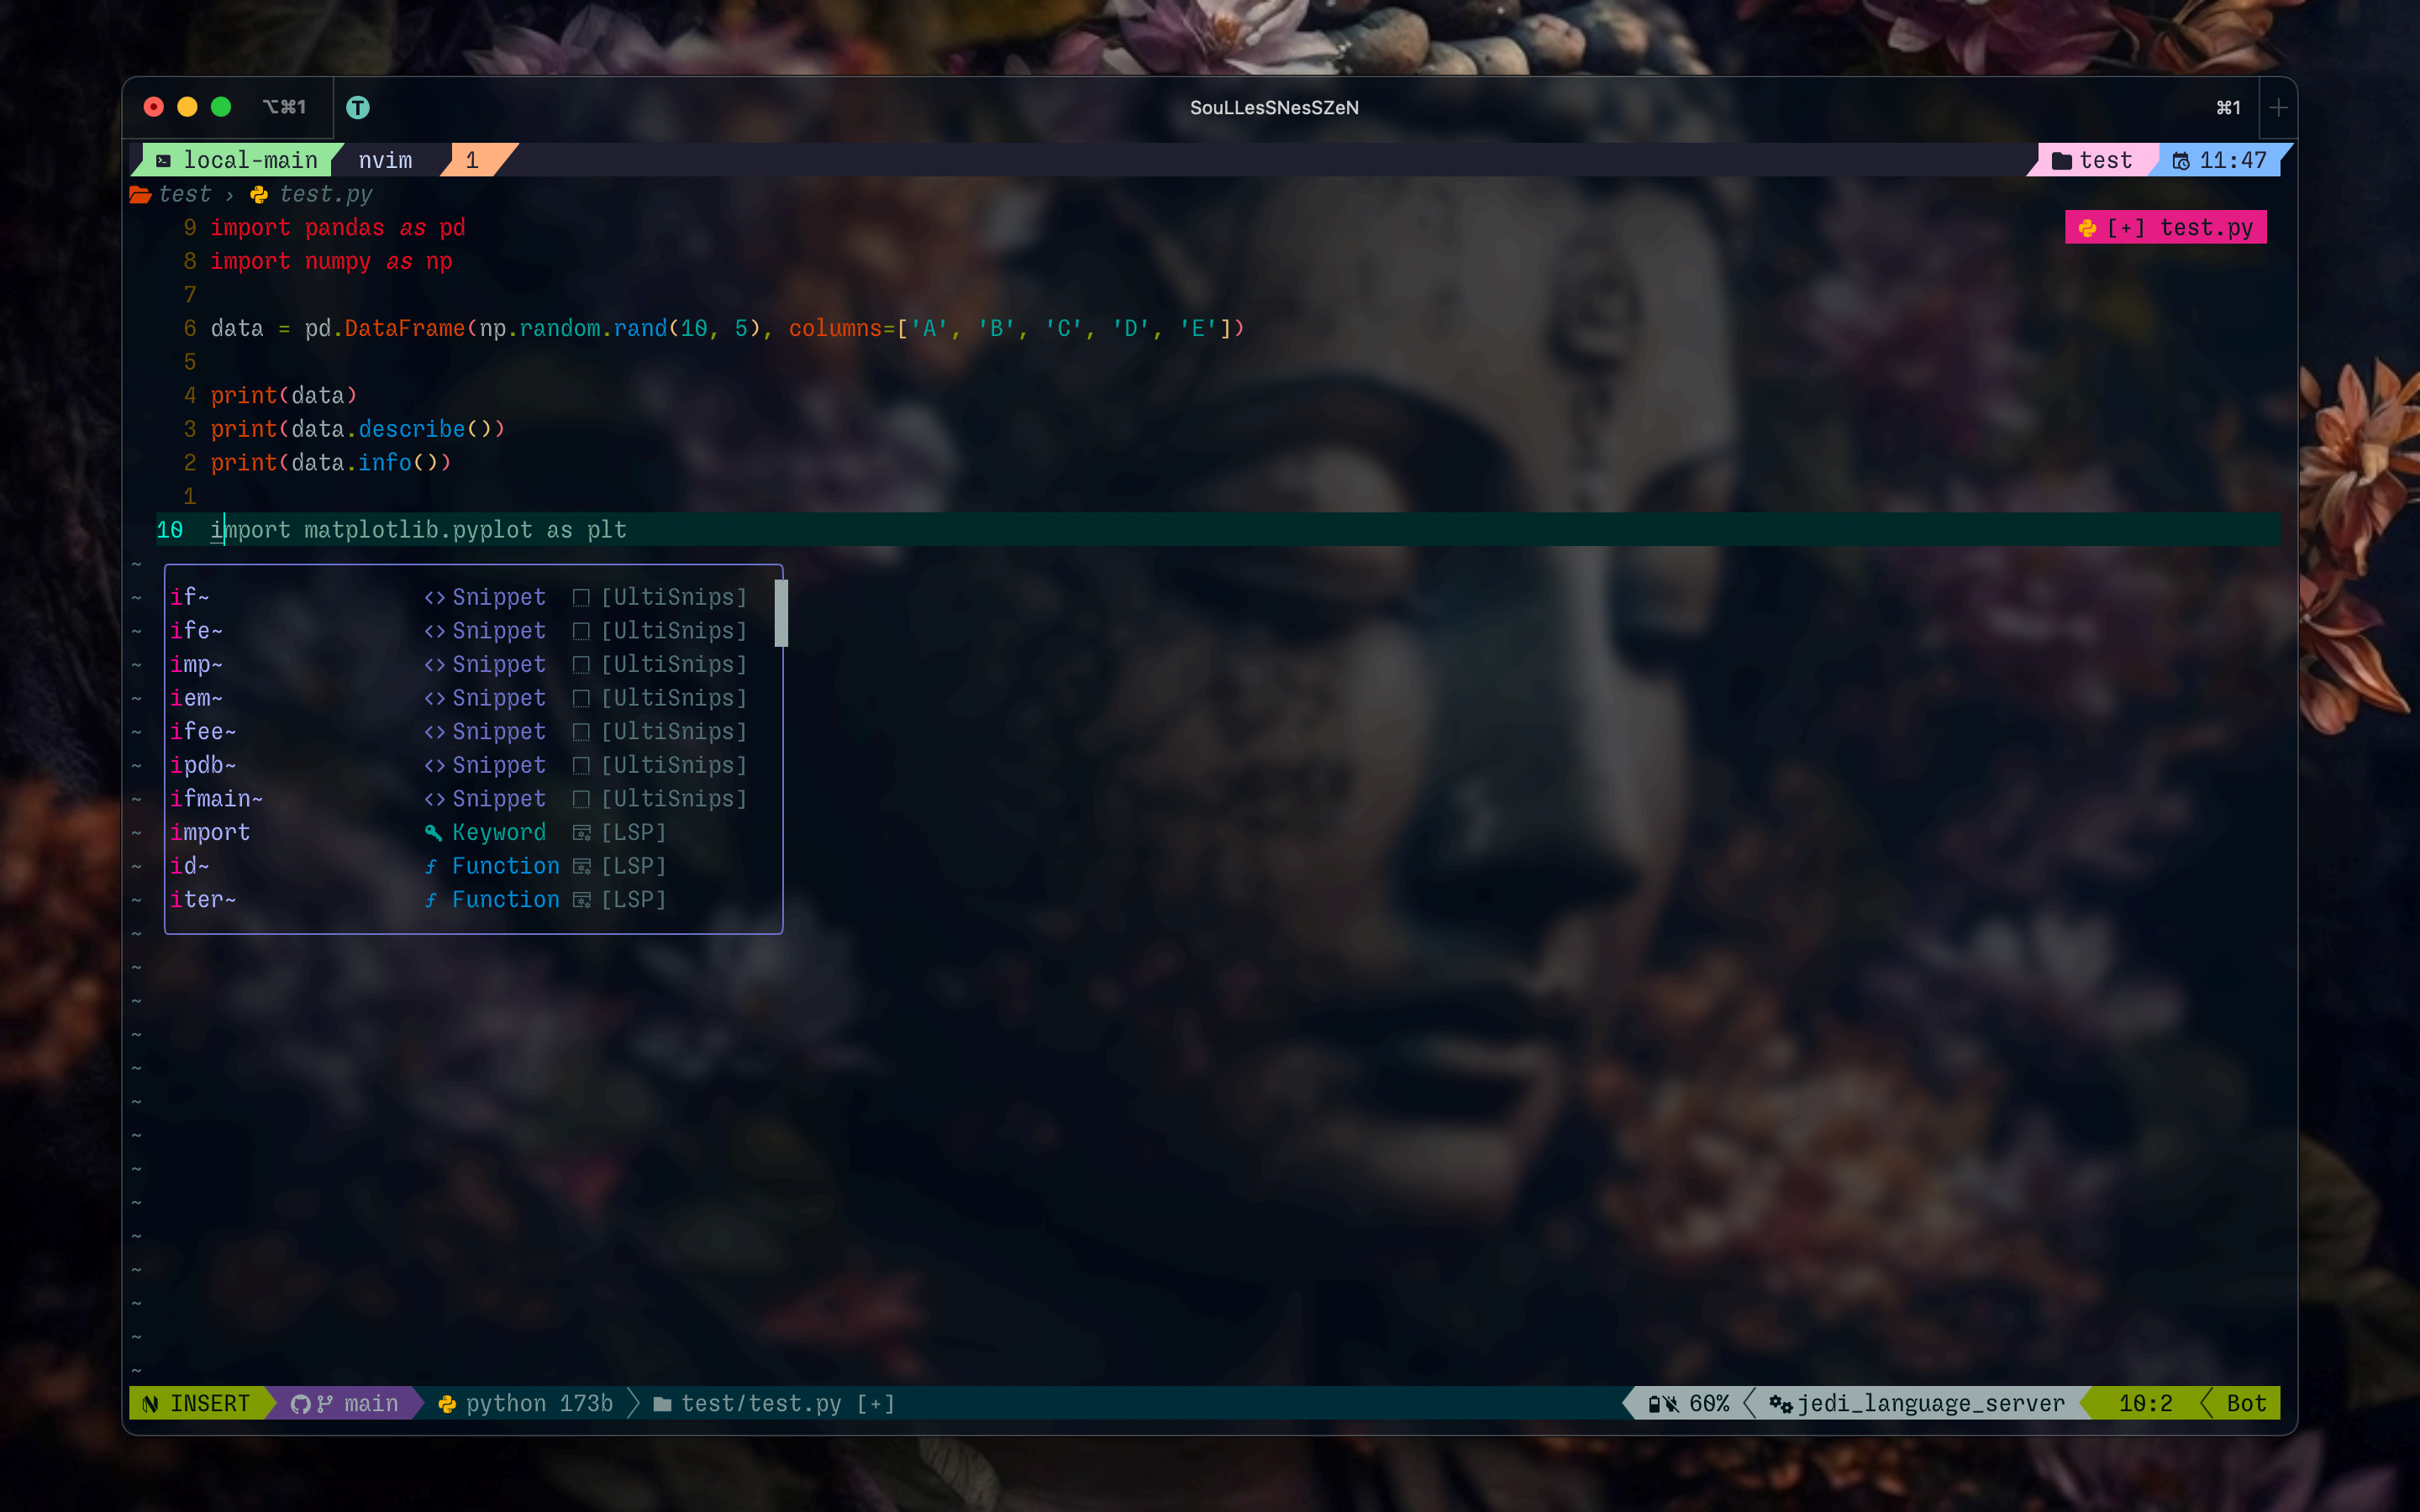 ⌥⌘1 T SouLLesSNesSZeN ⌘1 +
local-main nvim 1 test 11:47
test › test.py
9 import pandas as pd
[+] test.py
8 import numpy as np
7
6 data = pd.DataFrame(np.random.rand(10, 5), columns=['A', 'B', 'C', 'D', 'E'])
5
4 print(data)
3 print(data.describe())
2 print(data.info())
1
10 import matplotlib.pyplot as plt
~
~ if~ <> Snippet [UltiSnips]
~ ife~ <> Snippet [UltiSnips]
~ imp~ <> Snippet [UltiSnips]
~ iem~ <> Snippet [UltiSnips]
~ ifee~ <> Snippet [UltiSnips]
~ ipdb~ <> Snippet [UltiSnips]
~ ifmain~ <> Snippet [UltiSnips]
~ import Keyword [LSP]
~ id~ ƒ Function [LSP]
~ iter~ ƒ Function [LSP]
~
~
~
~
~
~
~
~
~
~
~
~
~
~
INSERT main python 173b test/test.py [+] 60% jedi_language_server 10:2 Bot